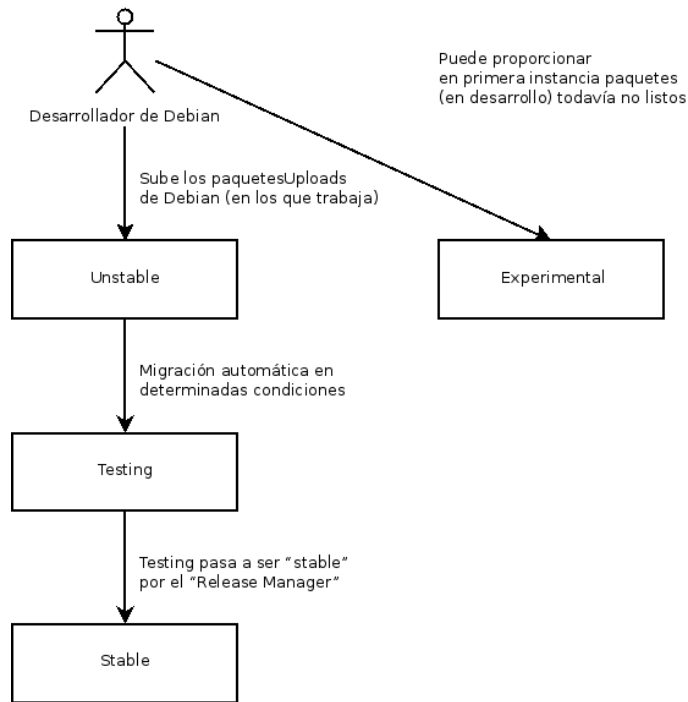 Puede proporcionar
en primera instancia paquetes
(en desarrollo) todavía no listos
Desarrollador de Debian
Sube los paquetesUploads
de Debian (en los que trabaja)
Unstable
Experimental
Migración automática en
determinadas condiciones
Testing
Testing pasa a ser “stable”
por el “Release Manager”
Stable